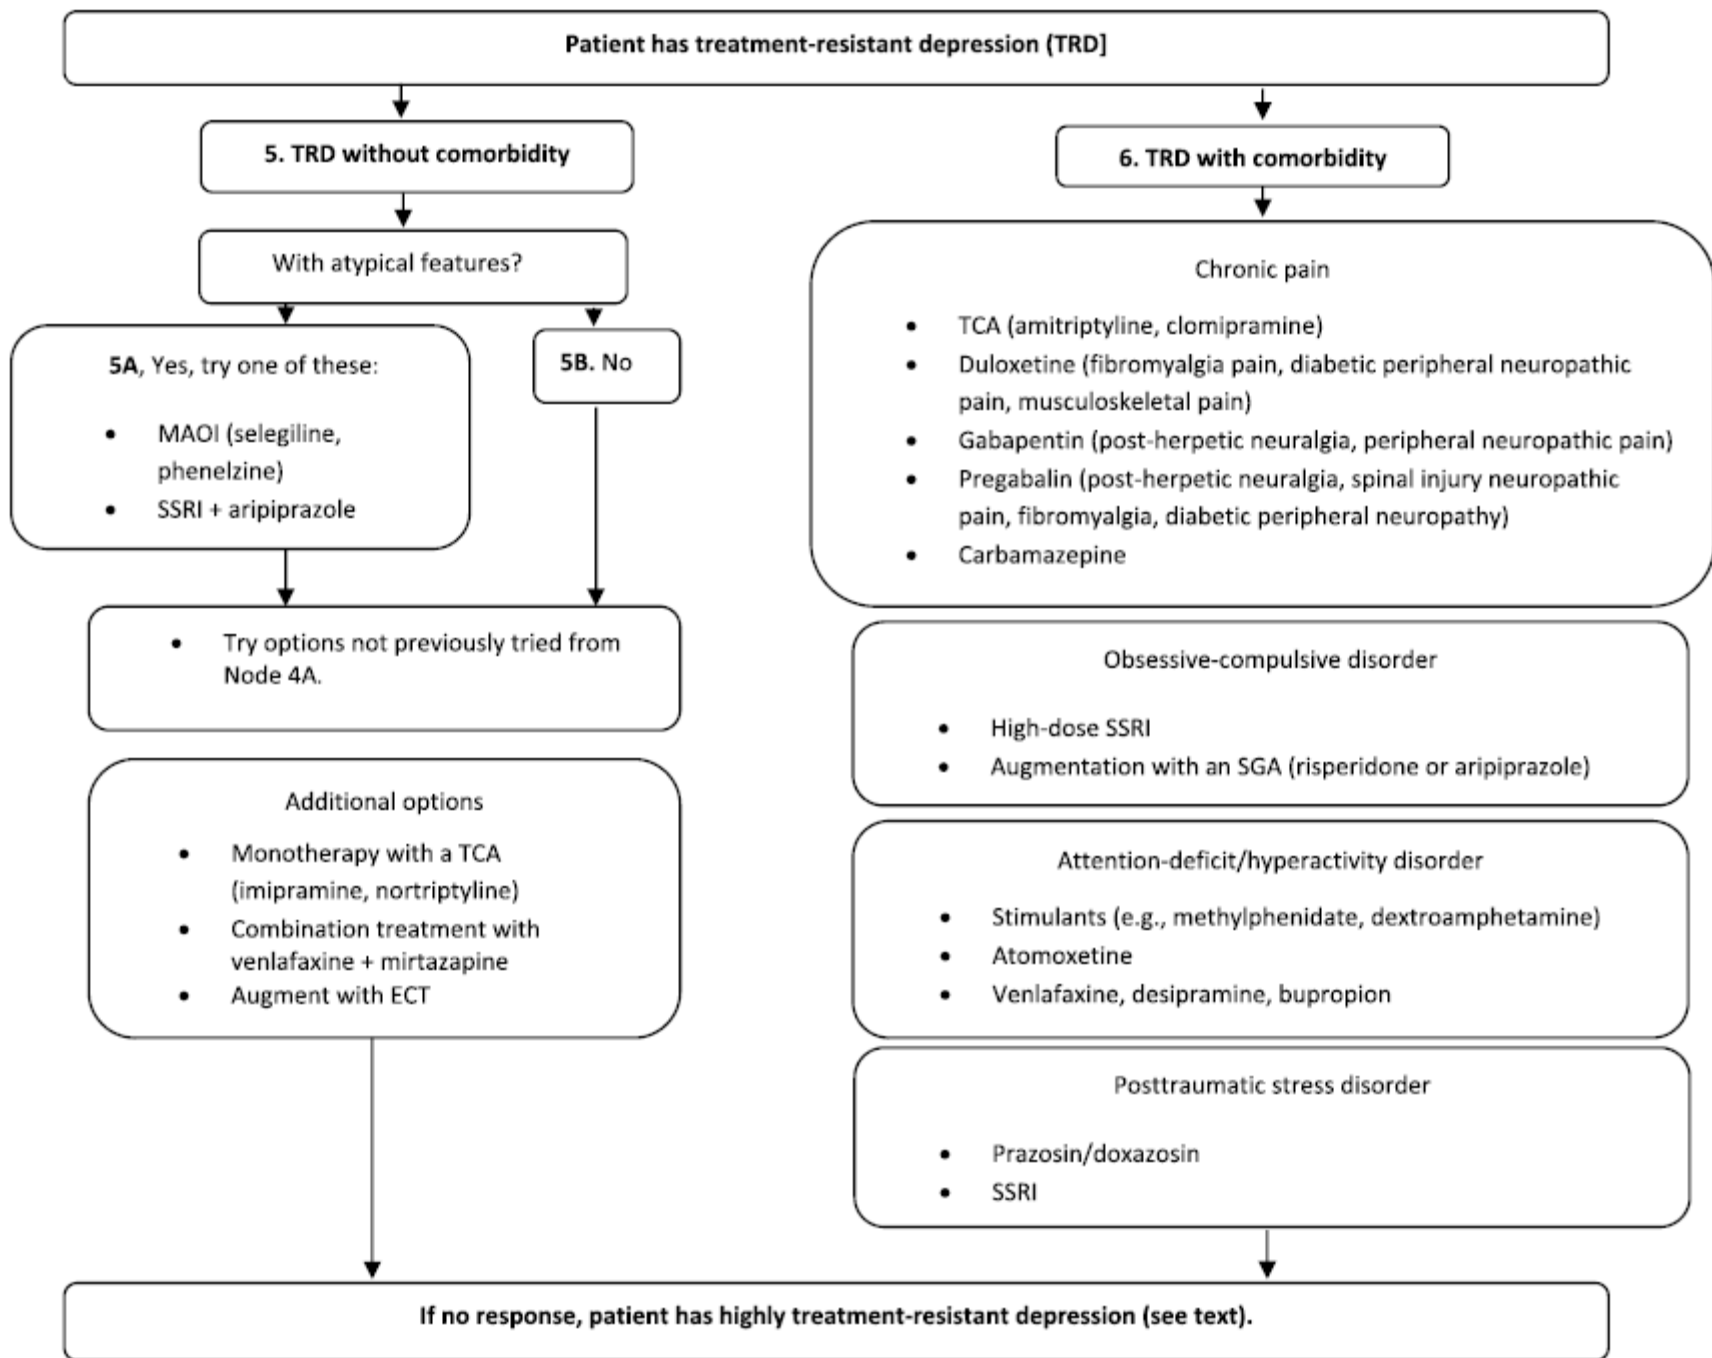 Patient has treatment-resistant depression (TRD]
5. TRD without comorbidity
With atypical features?
5A, Yes, try one of these:
• MAOI (selegiline,
phenelzine)
• SSRI + aripiprazole
5B. No
• Try options not previously tried from
Node 4A.
Additional options
• Monotherapy with a TCA
(imipramine, nortriptyline)
• Combination treatment with
venlafaxine + mirtazapine
• Augment with ECT
6. TRD with comorbidity
Chronic pain
• TCA (amitriptyline, clomipramine)
• Duloxetine (fibromyalgia pain, diabetic peripheral neuropathic
pain, musculoskeletal pain)
• Gabapentin (post-herpetic neuralgia, peripheral neuropathic pain)
• Pregabalin (post-herpetic neuralgia, spinal injury neuropathic
pain, fibromyalgia, diabetic peripheral neuropathy)
• Carbamazepine
Obsessive-compulsive disorder
• High-dose SSRI
• Augmentation with an SGA (risperidone or aripiprazole)
Attention-deficit/hyperactivity disorder
• Stimulants (e.g., methylphenidate, dextroamphetamine)
• Atomoxetine
• Venlafaxine, desipramine, bupropion
Posttraumatic stress disorder
• Prazosin/doxazosin
• SSRI
If no response, patient has highly treatment-resistant depression (see text).